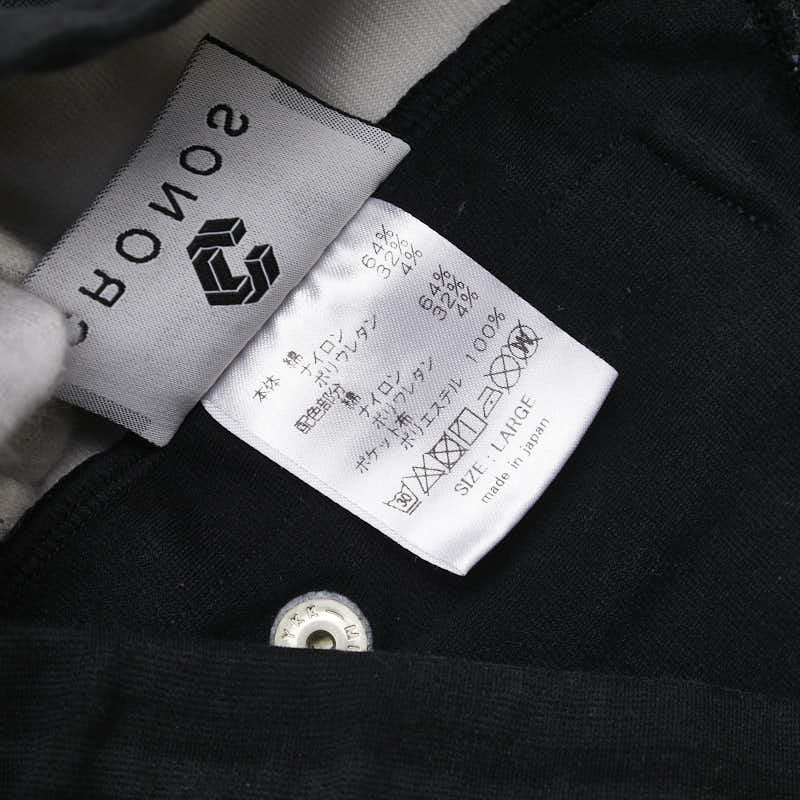 CRONOS
本体 綿 64%
ナイロン 32%
ポリウレタン 4%
配色部分 綿 64%
ナイロン 32%
ポリウレタン 4%
ポケット布
ポリエステル 100%
30 W
SIZE : LARGE
made in japan
YKK